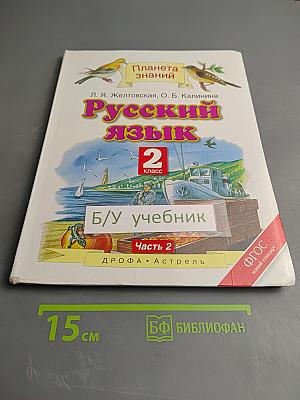 Планета
знаний
Л. Я. Желтовская, О. Б. Калинина
Русский
язык
2
класс
Б/У учебник
Часть 2
ФГОС
ДРОФА • Астрель
15 см
БФ БИБЛИОФАН